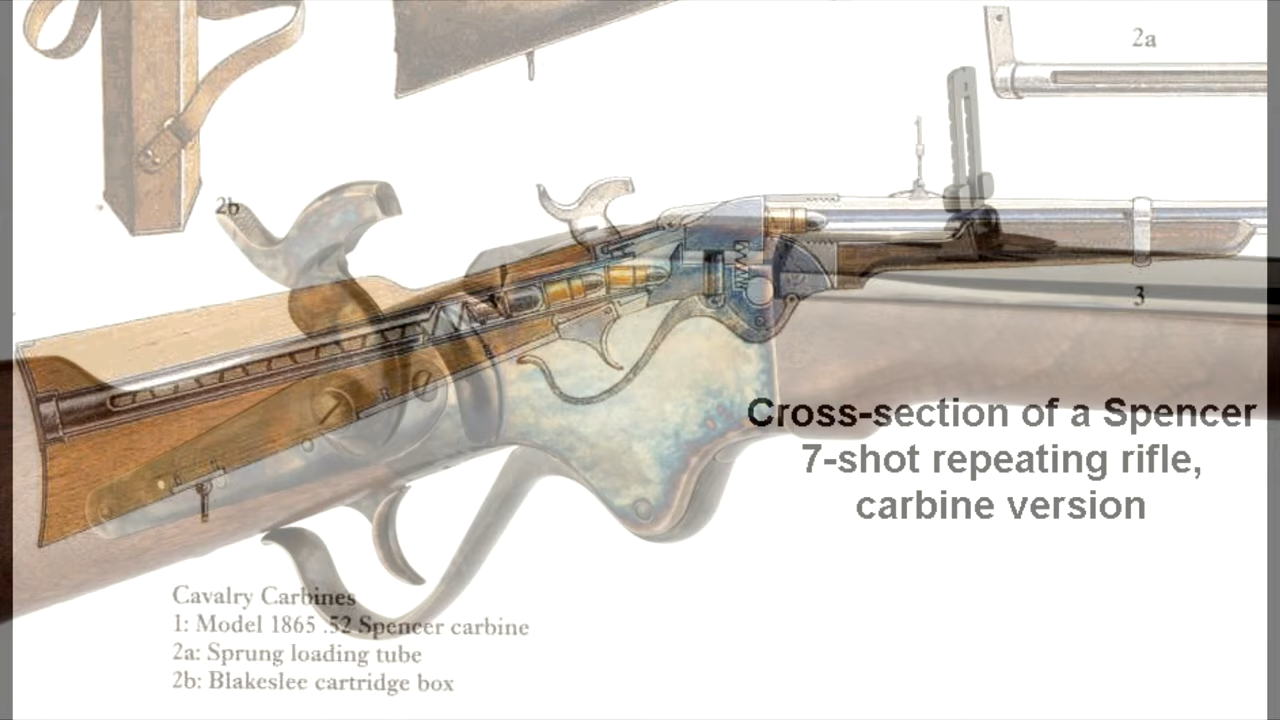 2a
2b
3
Cross-section of a Spencer
7-shot repeating rifle,
carbine version
Cavalry Carbines
1: Model 1865 .52 Spencer carbine
2a: Sprung loading tube
2b: Blakeslee cartridge box